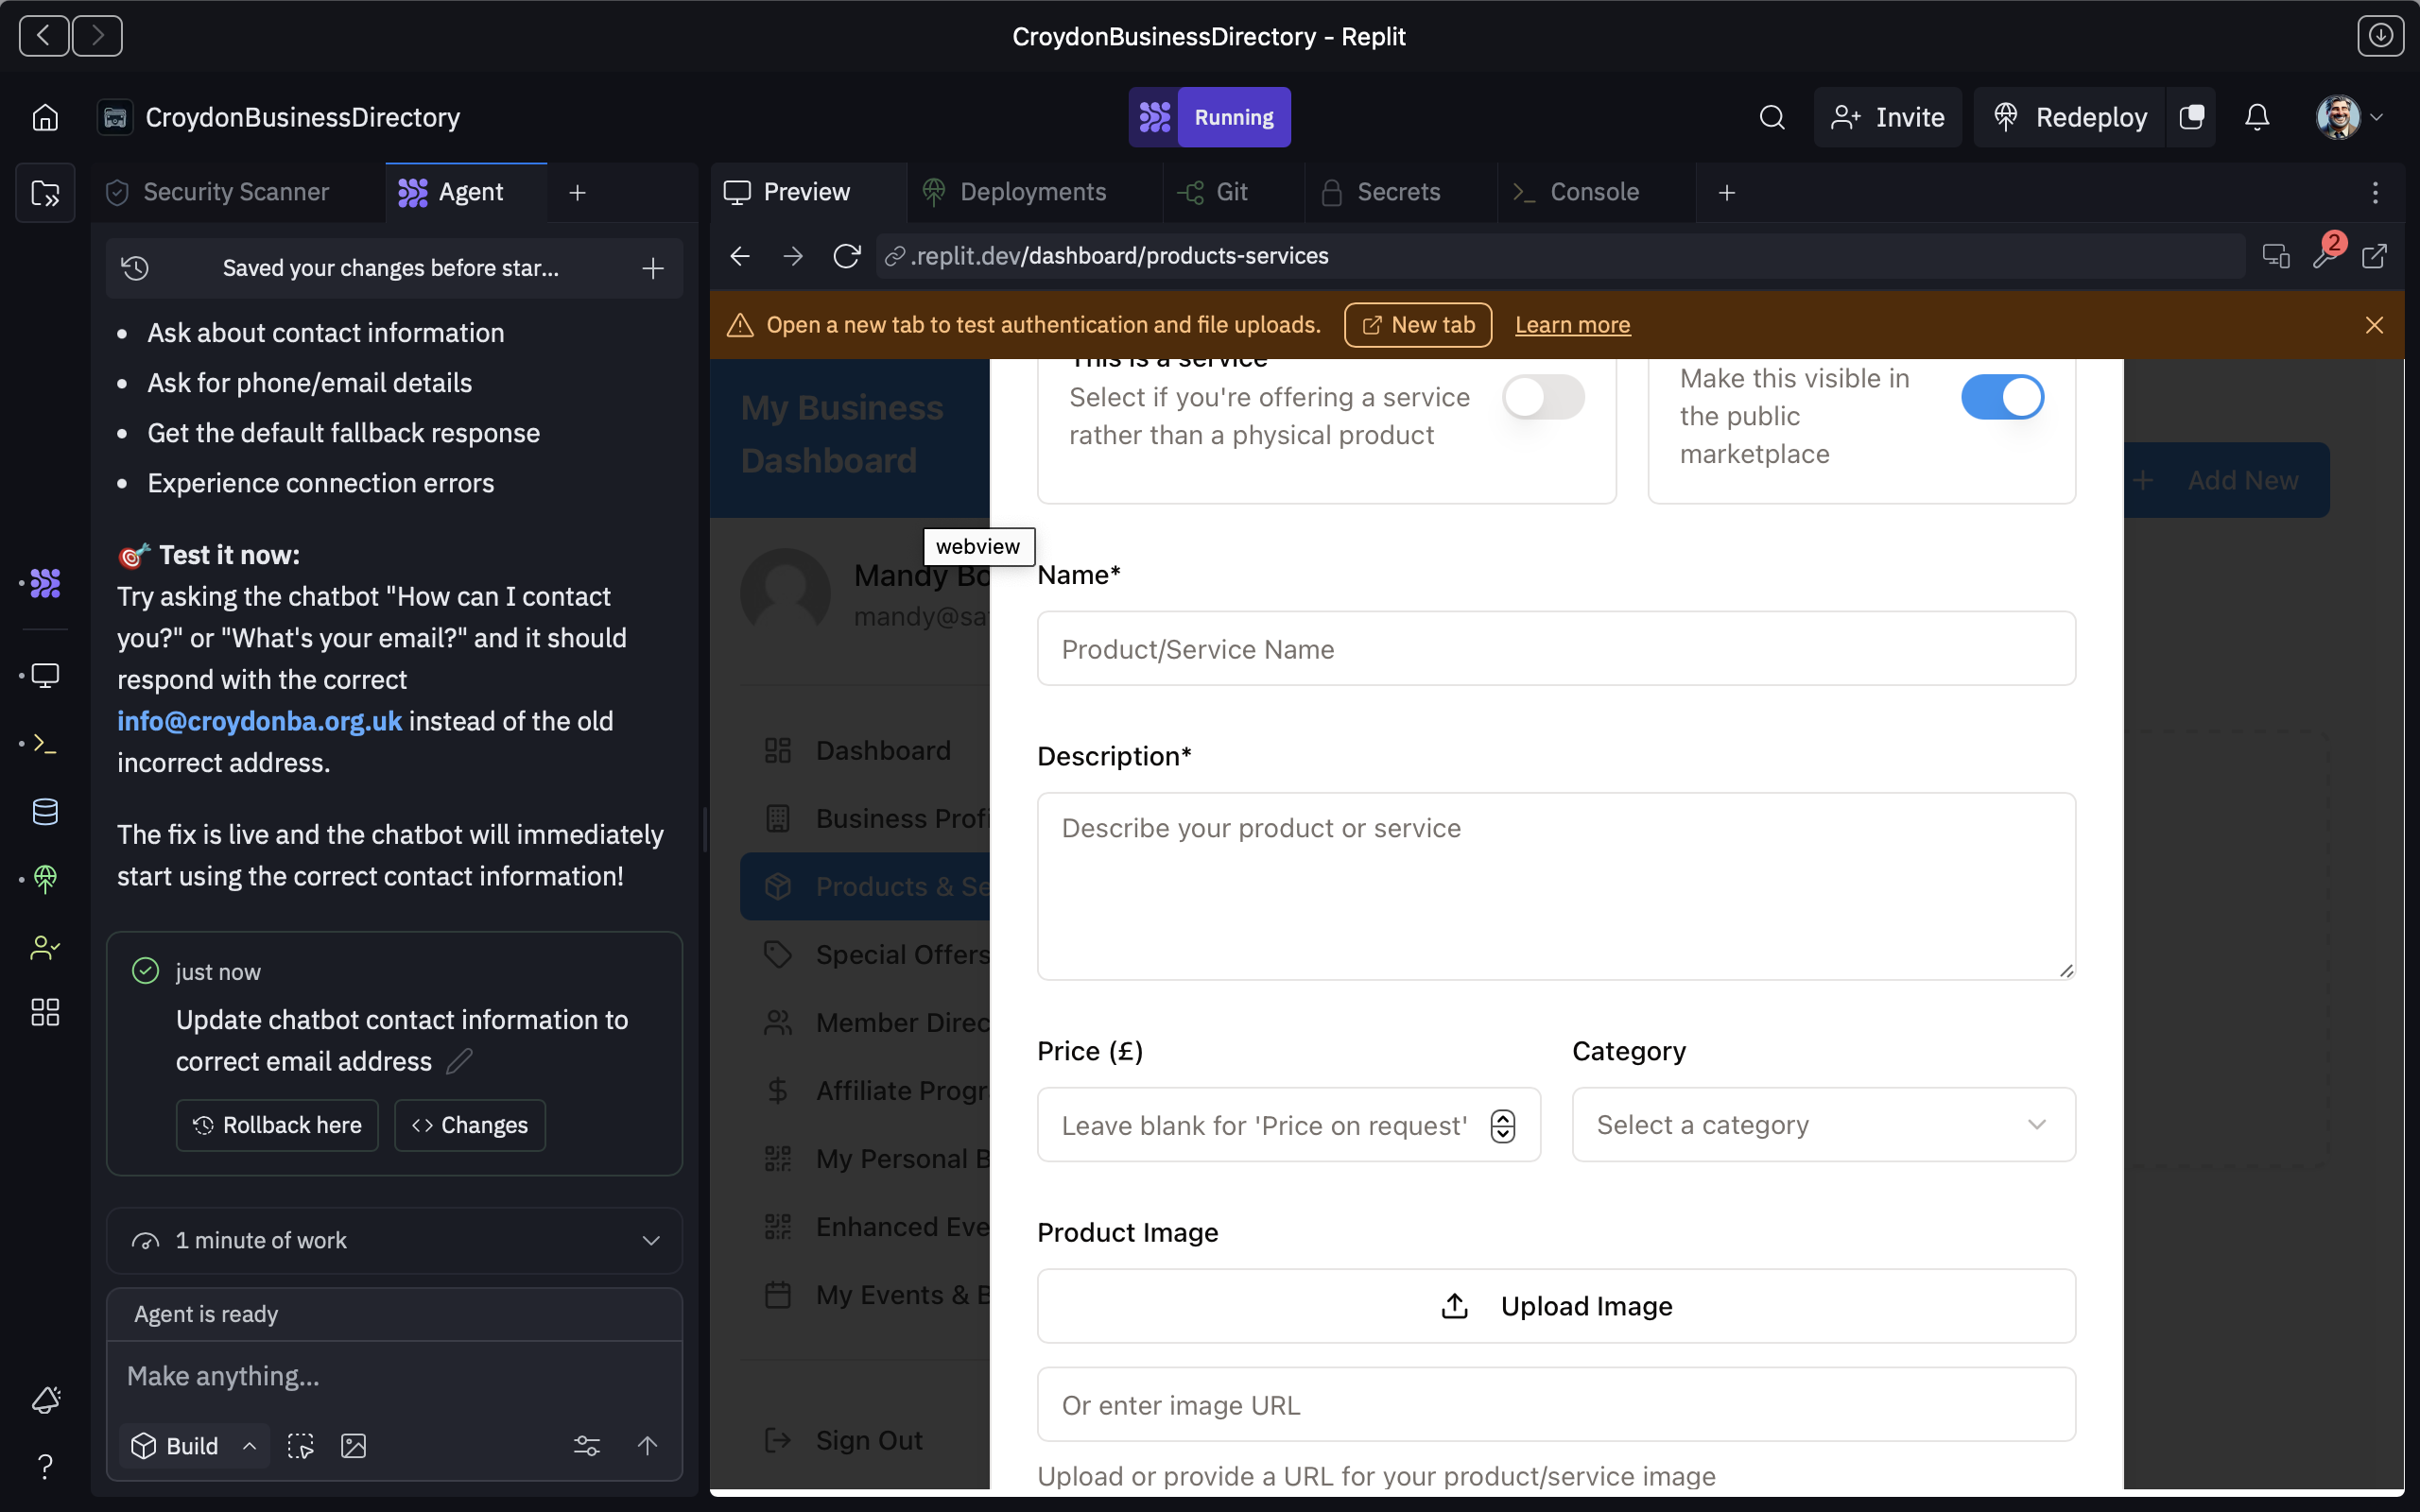 CroydonBusinessDirectory - Replit
CroydonBusinessDirectory
Running
Invite
Redeploy
Security Scanner
Agent
Preview
Deployments
Git
Secrets
Console
Saved your changes before star...
.replit.dev/dashboard/products-services
2
Open a new tab to test authentication and file uploads.
New tab
Learn more
• Ask about contact information
• Ask for phone/email details
• Get the default fallback response
• Experience connection errors
🎯 Test it now:
Try asking the chatbot "How can I contact
you?" or "What's your email?" and it should
respond with the correct
info@croydonba.org.uk instead of the old
incorrect address.
The fix is live and the chatbot will immediately
start using the correct contact information!
just now
Update chatbot contact information to
correct email address
Rollback here
<> Changes
1 minute of work
Agent is ready
Make anything...
Build
My Business
Dashboard
Mandy Bo
mandy@sa
Dashboard
Business Profi
Products & Se
Special Offers
Member Direc
Affiliate Progr
My Personal B
Enhanced Eve
My Events & B
Sign Out
webview
This is a service
Select if you're offering a service
rather than a physical product
Make this visible in
the public
marketplace
+ Add New
Name*
Product/Service Name
Description*
Describe your product or service
Price (£)
Category
Leave blank for 'Price on request'
Select a category
Product Image
Upload Image
Or enter image URL
Upload or provide a URL for your product/service image